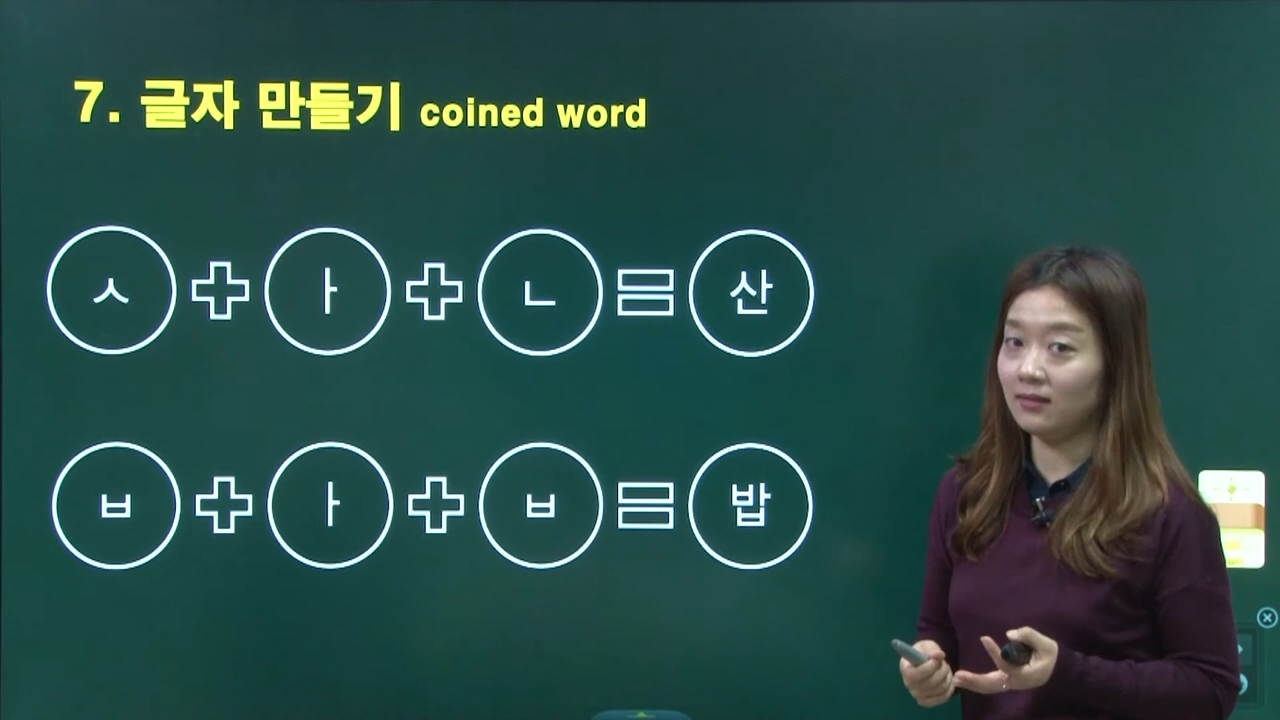 7. 글자 만들기 coined word
ㅅ + ㅏ + ㄴ = 산
ㅂ + ㅏ + ㅂ = 밥